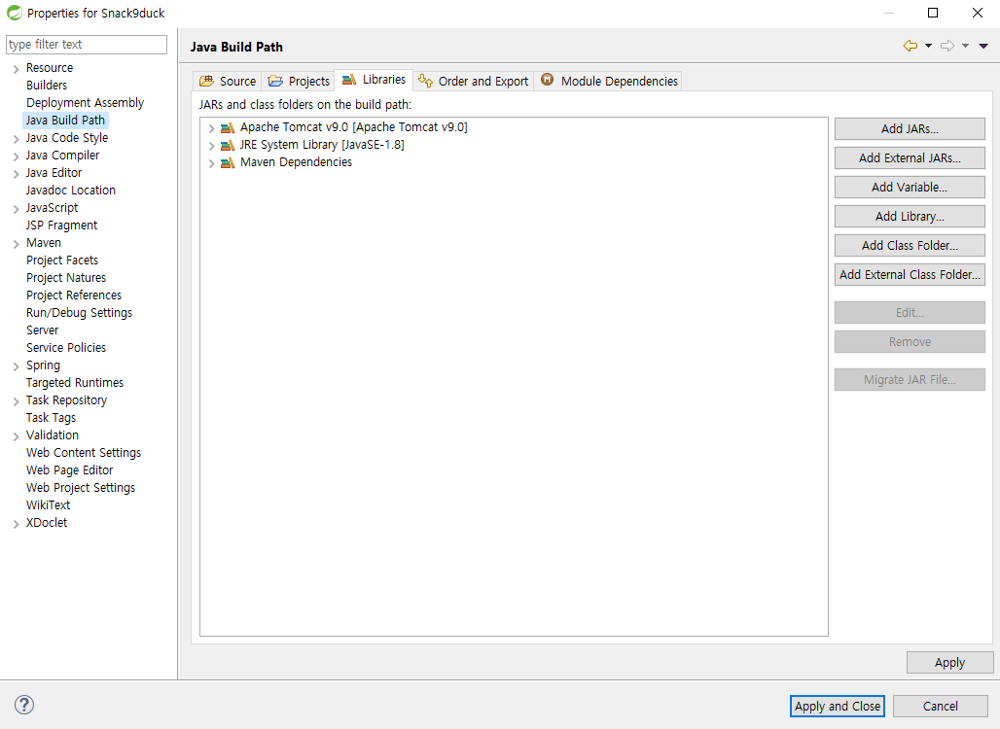 Properties for Snack9duck
type filter text
Resource
Builders
Deployment Assembly
Java Build Path
Java Code Style
Java Compiler
Java Editor
Javadoc Location
JavaScript
JSP Fragment
Maven
Project Facets
Project Natures
Project References
Run/Debug Settings
Server
Service Policies
Spring
Targeted Runtimes
Task Repository
Task Tags
Validation
Web Content Settings
Web Page Editor
Web Project Settings
WikiText
XDoclet
Java Build Path
Source Projects Libraries Order and Export M Module Dependencies
JARs and class folders on the build path:
Apache Tomcat v9.0 [Apache Tomcat v9.0]
JRE System Library [JavaSE-1.8]
Maven Dependencies
Add JARs...
Add External JARs...
Add Variable...
Add Library...
Add Class Folder...
Add External Class Folder...
Edit...
Remove
Migrate JAR File...
Apply
?
Apply and Close Cancel